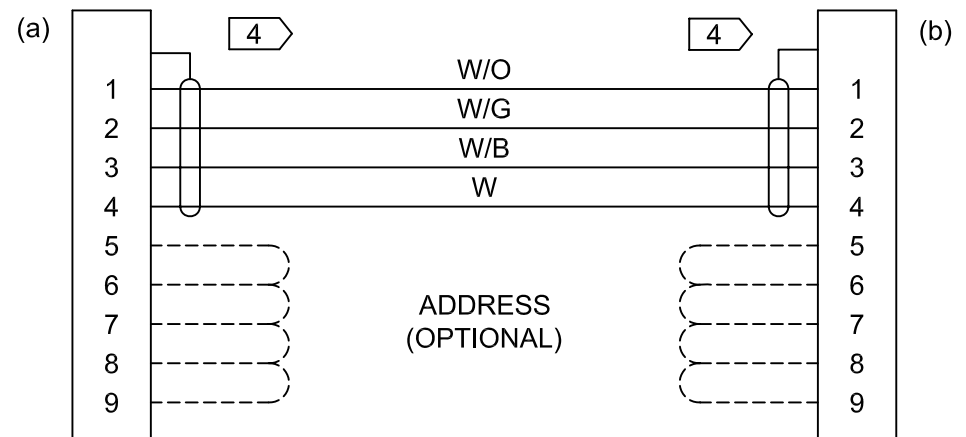 (a) 4 4 (b)
W/O
1 1
W/G
2 2
W/B
3 3
W
4 4
5 5
6 6
ADDRESS
7 7
(OPTIONAL)
8 8
9 9